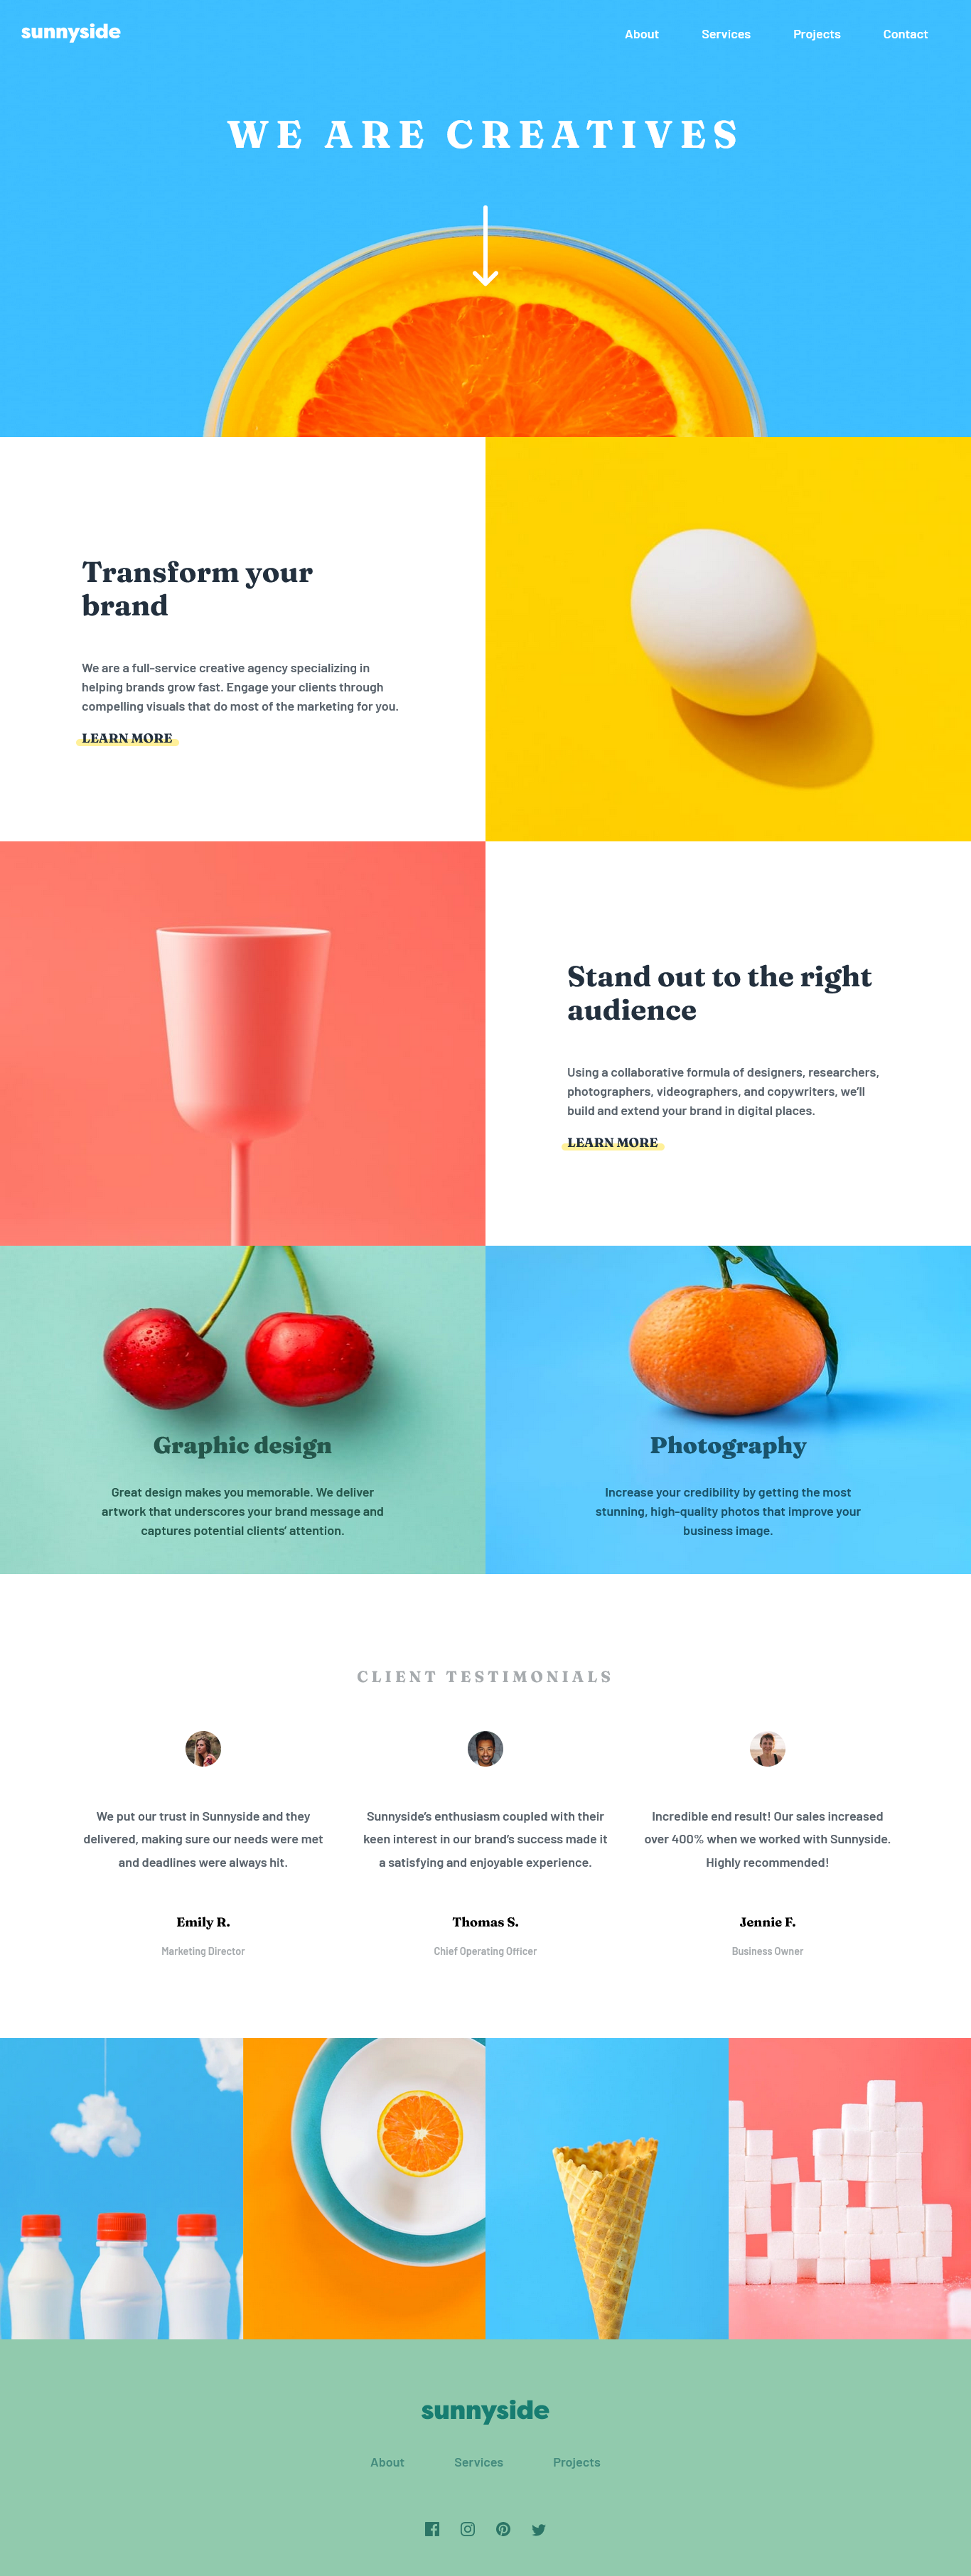 sunnyside
About Services Projects Contact
WE ARE CREATIVES
Transform your
brand
We are a full-service creative agency specializing in
helping brands grow fast. Engage your clients through
compelling visuals that do most of the marketing for you.
LEARN MORE
Stand out to the right
audience
Using a collaborative formula of designers, researchers,
photographers, videographers, and copywriters, we’ll
build and extend your brand in digital places.
LEARN MORE
Graphic design
Great design makes you memorable. We deliver
artwork that underscores your brand message and
captures potential clients’ attention.
Photography
Increase your credibility by getting the most
stunning, high-quality photos that improve your
business image.
CLIENT TESTIMONIALS
We put our trust in Sunnyside and they
delivered, making sure our needs were met
and deadlines were always hit.
Emily R.
Marketing Director
Sunnyside’s enthusiasm coupled with their
keen interest in our brand’s success made it
a satisfying and enjoyable experience.
Thomas S.
Chief Operating Officer
Incredible end result! Our sales increased
over 400% when we worked with Sunnyside.
Highly recommended!
Jennie F.
Business Owner
sunnyside
About Services Projects